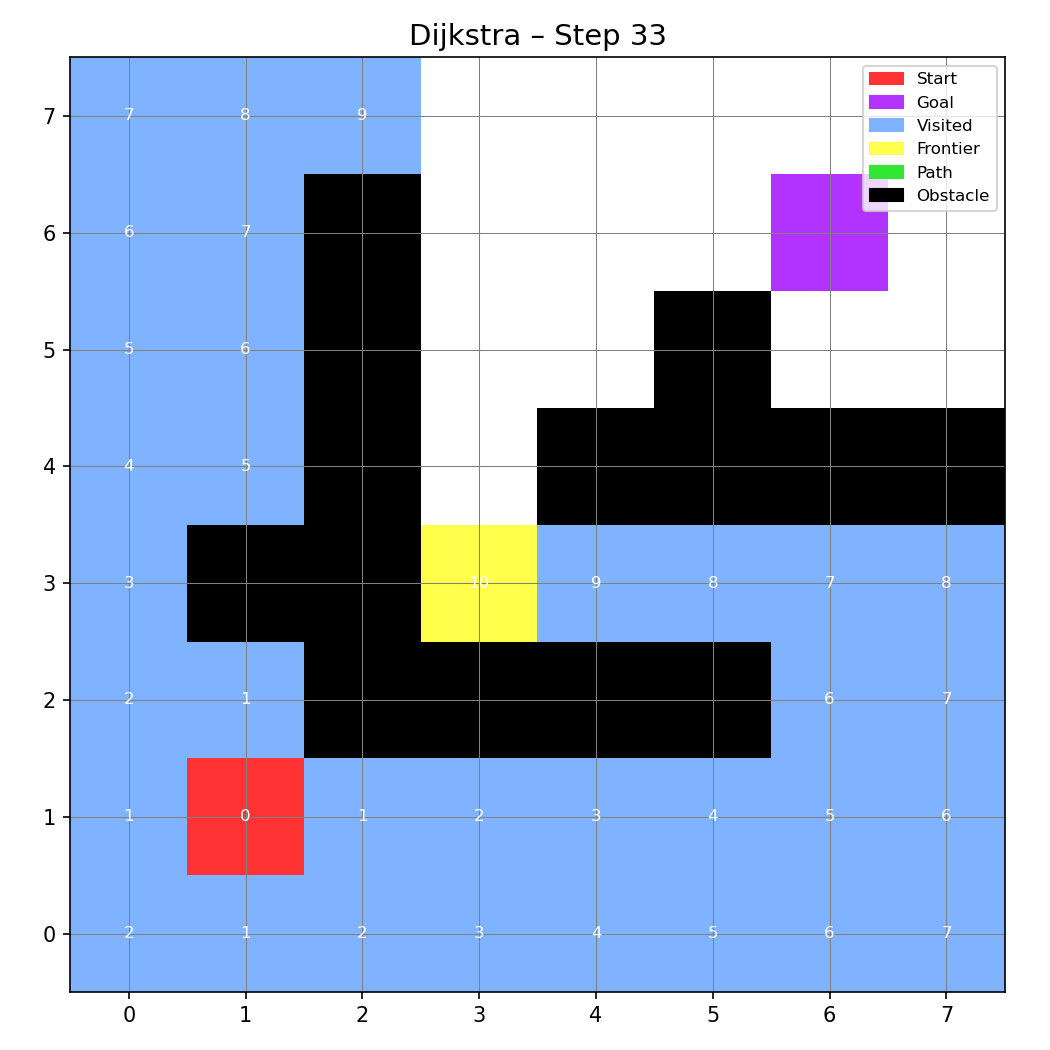 Dijkstra – Step 33
Start
Goal
Visited
Frontier
Path
Obstacle
7 7 8 9
6 6 7
5 5 6
4 4 5
3 3 10 9 8 7 8
2 2 1 6 7
1 1 0 1 2 3 4 5 6
0 2 1 2 3 4 5 6 7
0 1 2 3 4 5 6 7